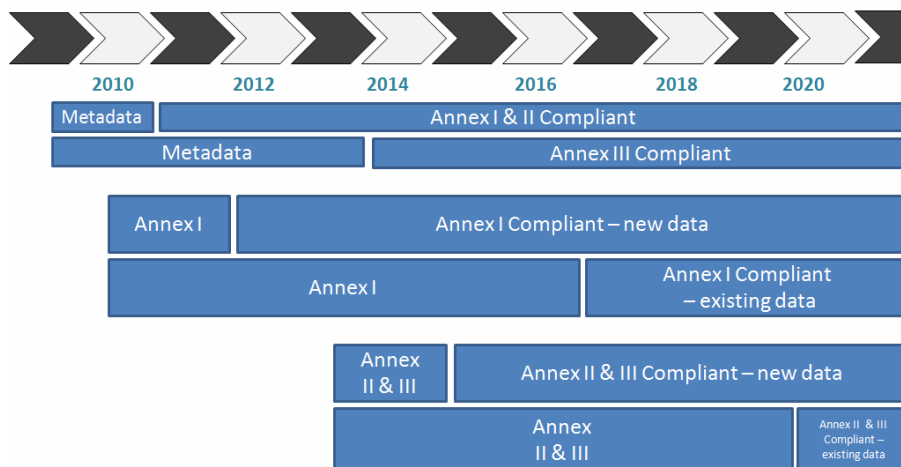 2010 2012 2014 2016 2018 2020
Metadata Annex I & II Compliant
Metadata Annex III Compliant
Annex I Annex I Compliant – new data
Annex I Annex I Compliant
– existing data
Annex
II & III Annex II & III Compliant – new data
Annex
II & III
Annex II & III
Compliant –
existing data